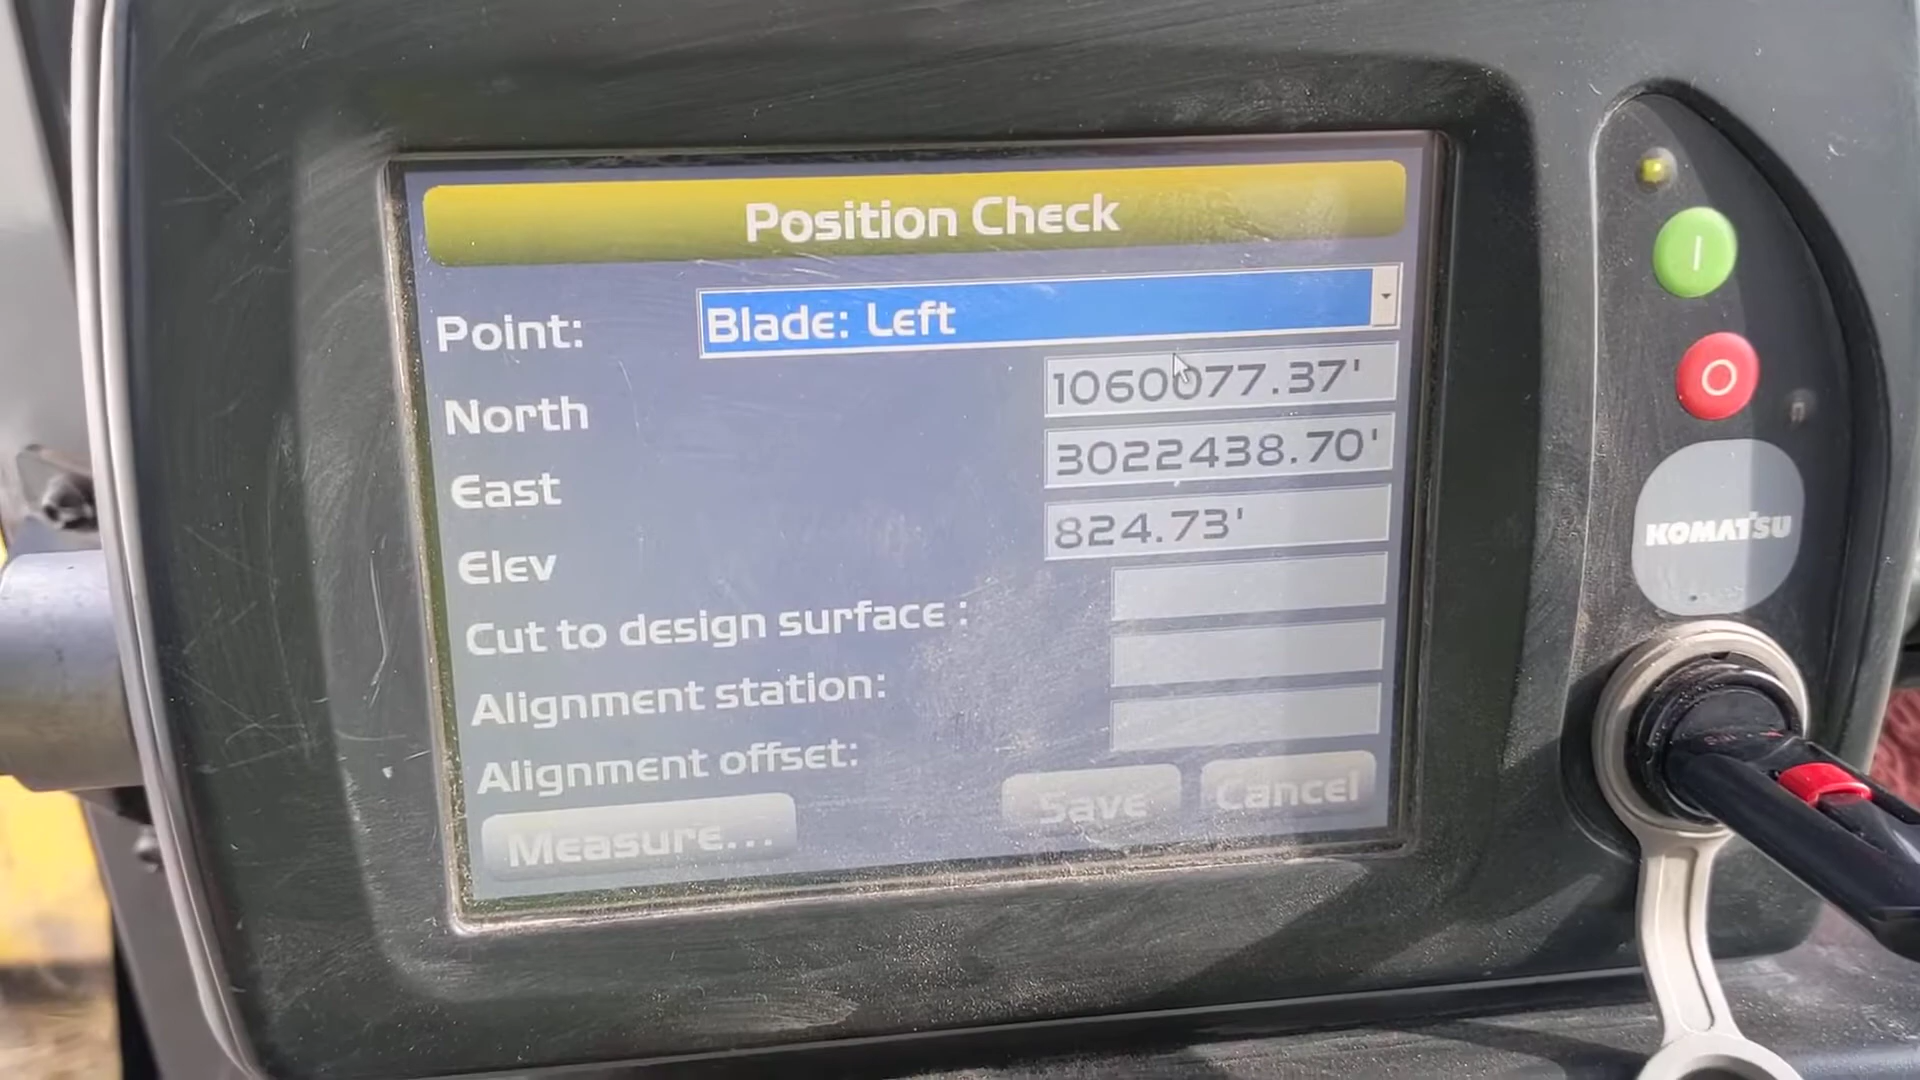 Position Check
Point: Blade: Left
North 1060077.37'
East 3022438.70'
Elev 824.73'
Cut to design surface :
Alignment station:
Alignment offset:
Measure... Save Cancel
KOMATSU